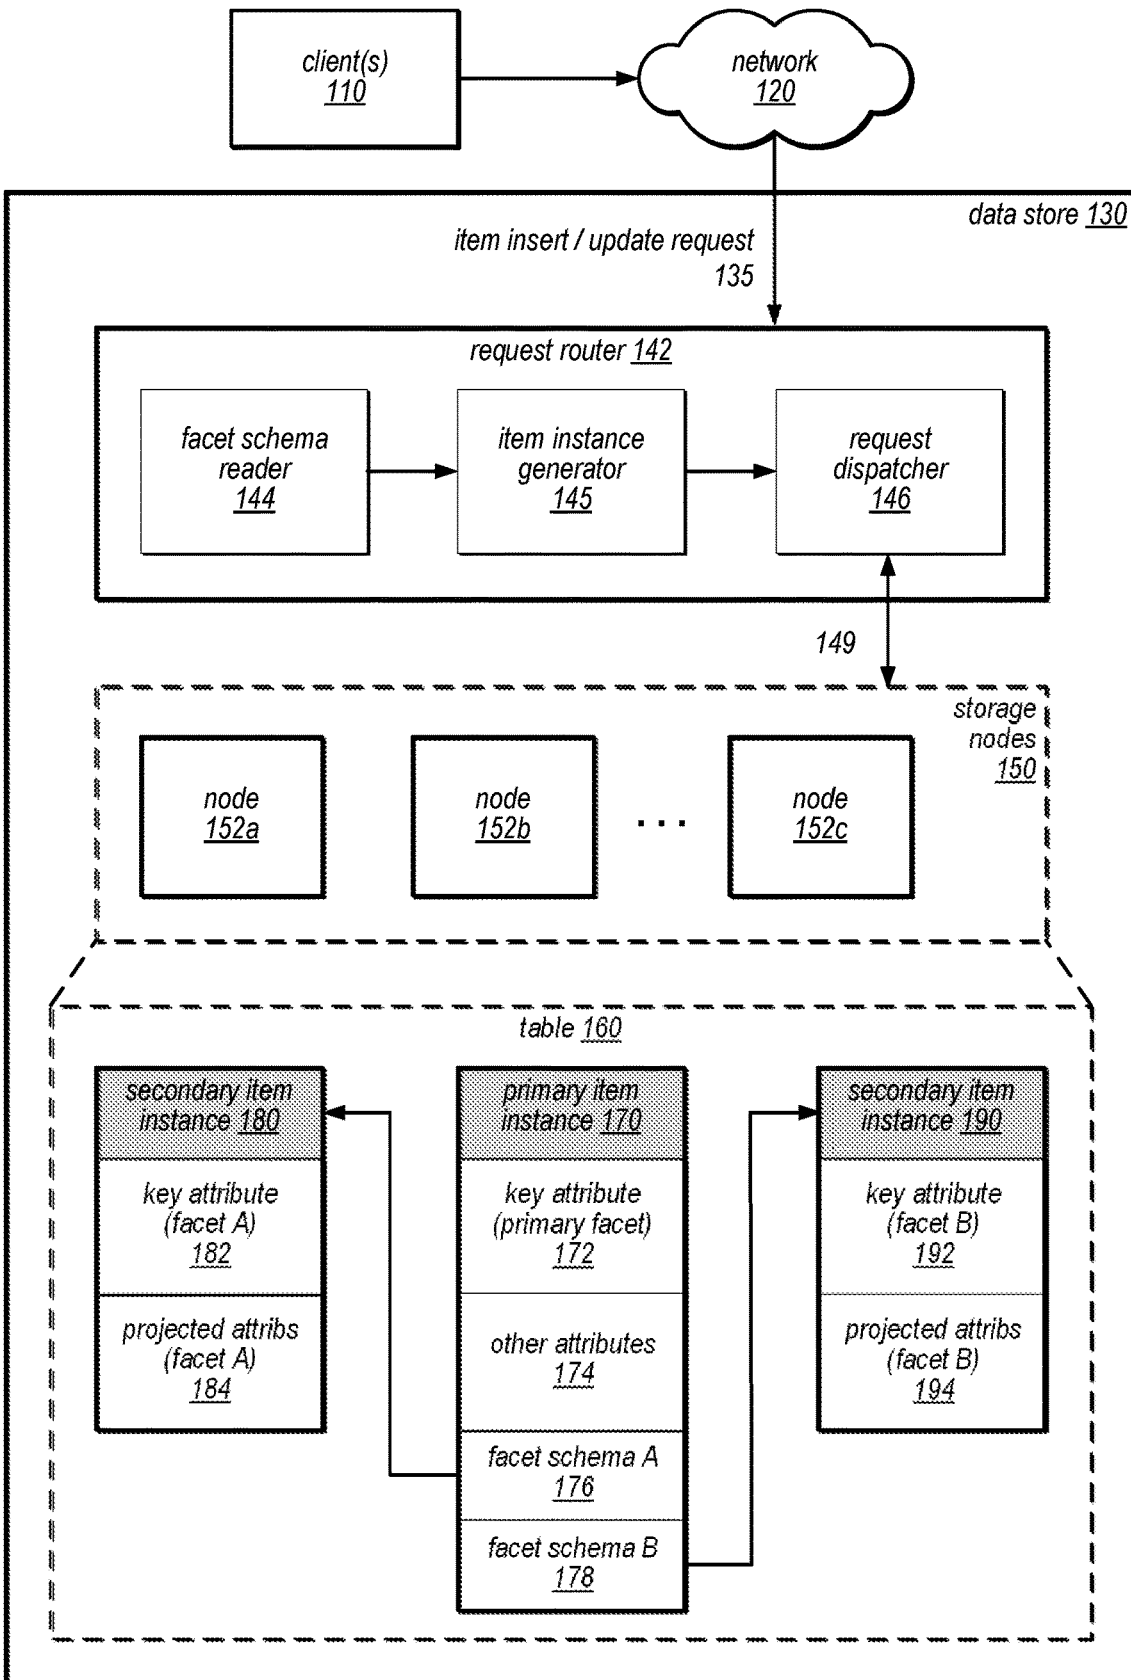 client(s)
110
network
120
data store 130
item insert / update request
135
request router 142
facet schema
reader
144
item instance
generator
145
request
dispatcher
146
149
storage
nodes
150
node
152a
node
152b
. . .
node
152c
table 160
secondary item
instance 180
key attribute
(facet A)
182
projected attribs
(facet A)
184
primary item
instance 170
key attribute
(primary facet)
172
other attributes
174
facet schema A
176
facet schema B
178
secondary item
instance 190
key attribute
(facet B)
192
projected attribs
(facet B)
194